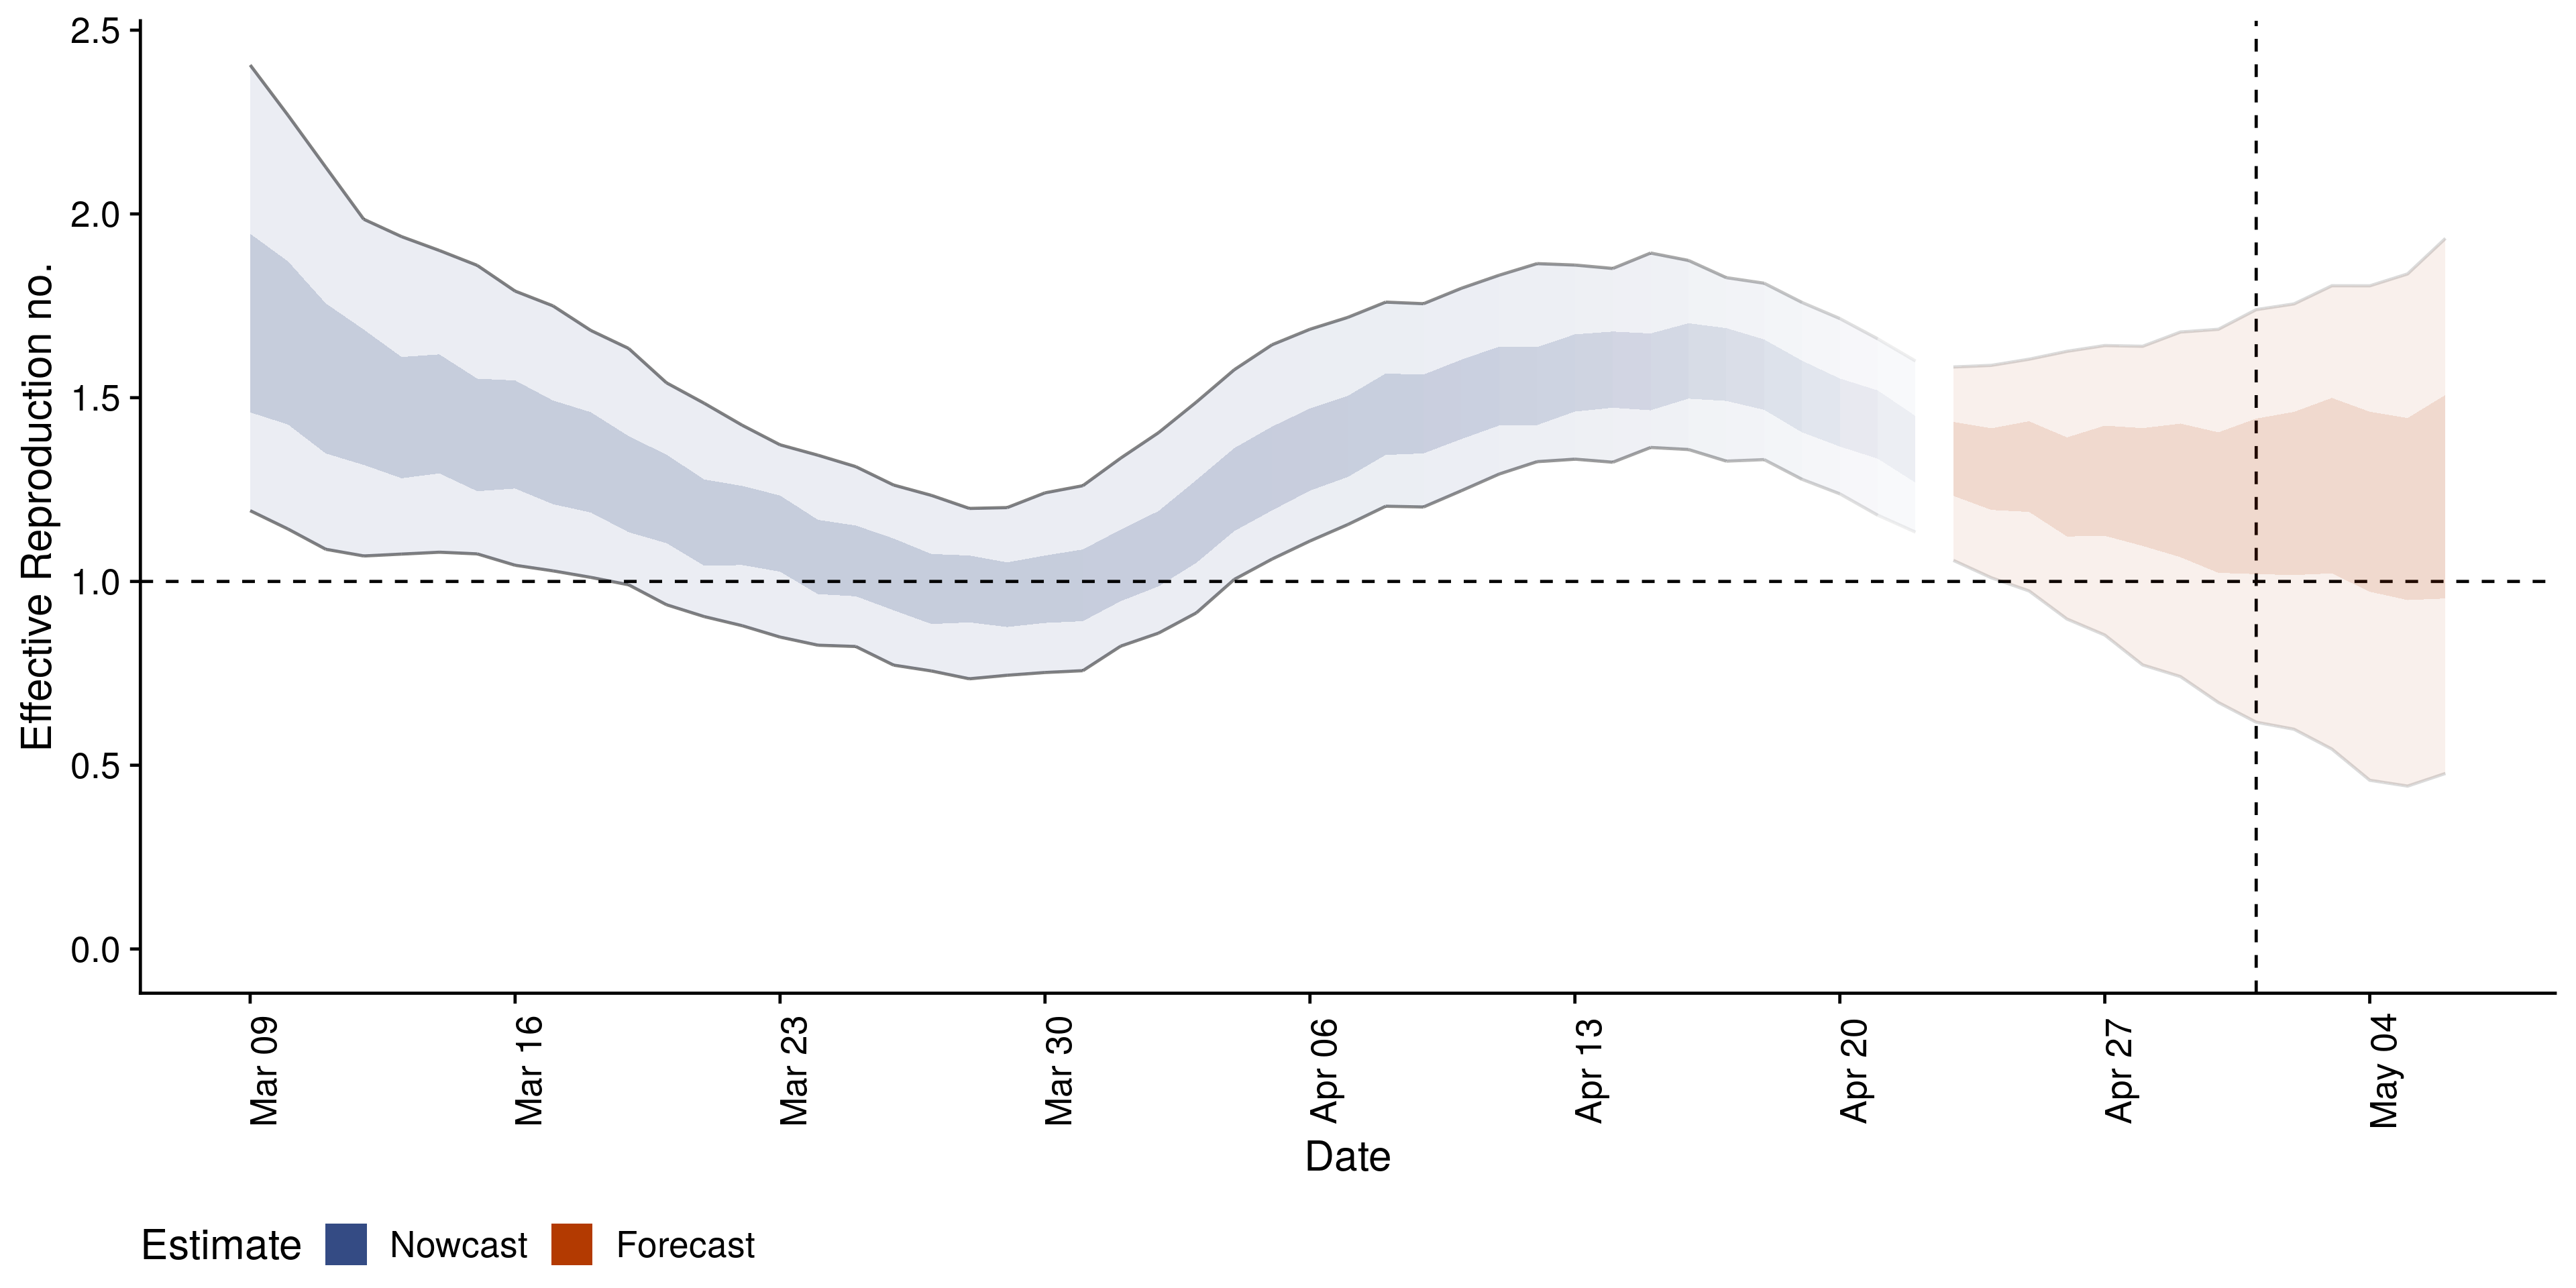 Effective Reproduction no.
2.5
2.0
1.5
1.0
0.5
0.0
Mar 09
Mar 16
Mar 23
Mar 30
Apr 06
Apr 13
Apr 20
Apr 27
May 04
Date
Estimate Nowcast Forecast